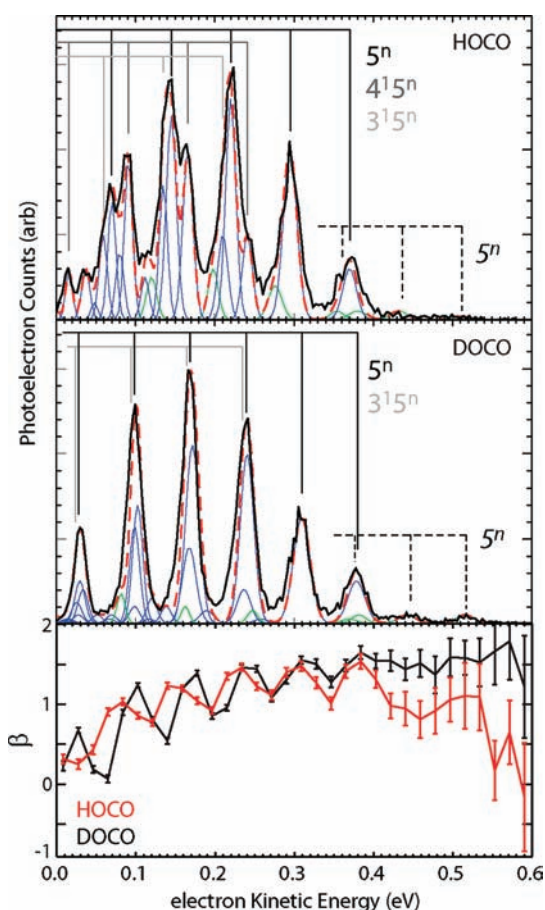 HOCO
5ⁿ
4¹5ⁿ
3¹5ⁿ
5ⁿ
Photoelectron Counts (arb)
DOCO
5ⁿ
3¹5ⁿ
5ⁿ
2
1
0
-1
β
HOCO
DOCO
0.0 0.1 0.2 0.3 0.4 0.5 0.6
electron Kinetic Energy (eV)